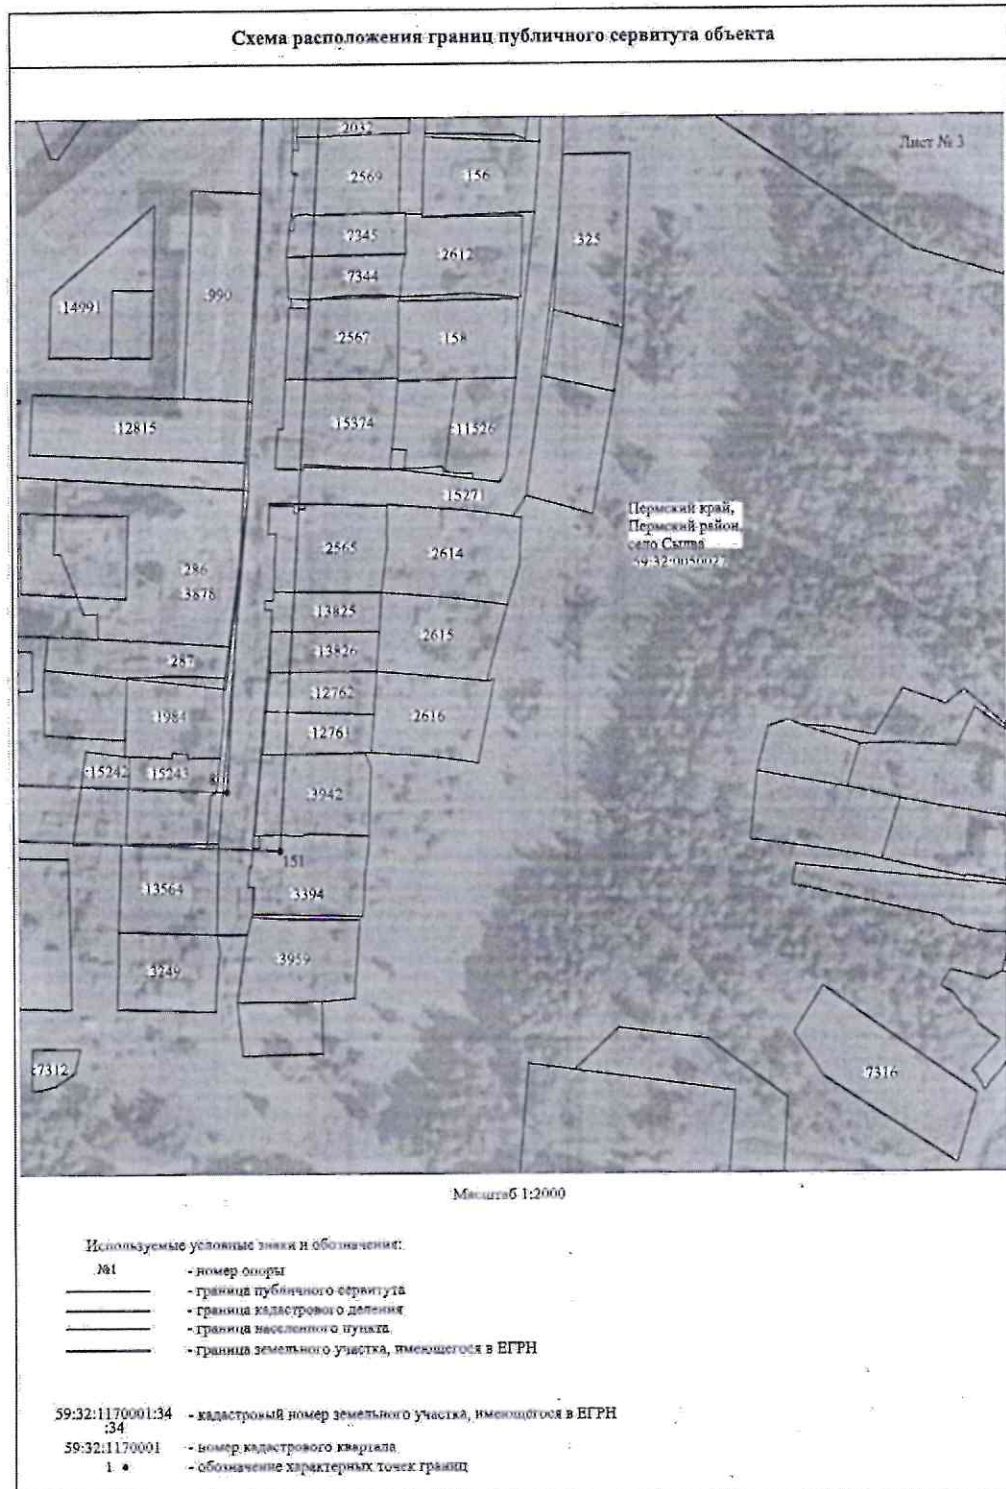 Схема расположения границ публичного сервитута объекта
Лист № 3
:2032
:2569
:156
:7345
:2612
:325
:7344
:990
:14991
:2567
:158
:12815
:15374
:11526
:1527
Пермский край,
Пермский район,
село Сылва
59:32:0050027
:2565
:2614
:286
:3878
:13825
:2615
:13826
:287
:12762
:1984
:2616
:12761
:15242
:15243
:3942
151
:13564
:3394
:3249
:3959
:7312
:7316
Масштаб 1:2000
Используемые условные знаки и обозначения:
№1 - номер опоры
- граница публичного сервитута
- граница кадастрового деления
- граница населенного пункта
- граница земельного участка, имеющегося в ЕГРН
59:32:1170001:34 - кадастровый номер земельного участка, имеющегося в ЕГРН
:34
59:32:1170001 - номер кадастрового квартала
1 - обозначение характерных точек границ